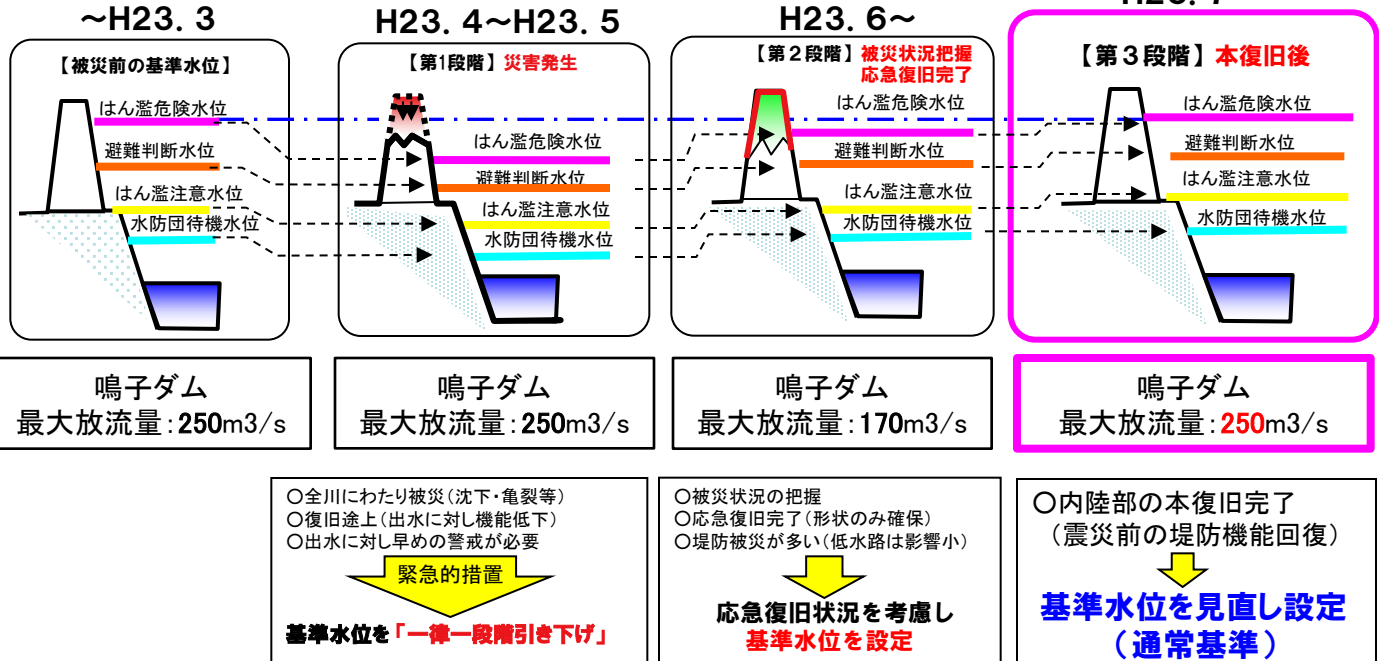 ～H23. 3
【被災前の基準水位】
はん濫危険水位
避難判断水位
はん濫注意水位
水防団待機水位
鳴子ダム
最大放流量：250m3/s
H23. 4～H23. 5
【第1段階】 災害発生
はん濫危険水位
避難判断水位
はん濫注意水位
水防団待機水位
鳴子ダム
最大放流量：250m3/s
○全川にわたり被災（沈下・亀裂等）
○復旧途上（出水に対し機能低下）
○出水に対し早めの警戒が必要
緊急的措置
基準水位を「一律一段階引き下げ」
H23. 6～
【第２段階】 被災状況把握
応急復旧完了
はん濫危険水位
避難判断水位
はん濫注意水位
水防団待機水位
鳴子ダム
最大放流量：170m3/s
○被災状況の把握
○応急復旧完了（形状のみ確保）
○堤防被災が多い（低水路は影響小）
応急復旧状況を考慮し
基準水位を設定
【第３段階】 本復旧後
はん濫危険水位
避難判断水位
はん濫注意水位
水防団待機水位
鳴子ダム
最大放流量：250m3/s
○内陸部の本復旧完了
（震災前の堤防機能回復）
基準水位を見直し設定
（通常基準）